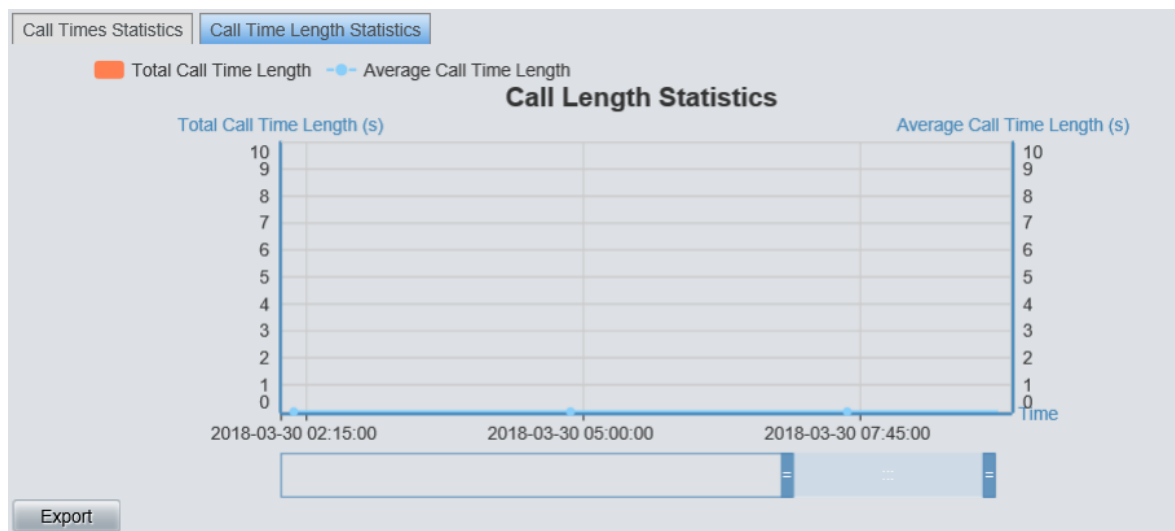 Call Times Statistics Call Time Length Statistics
Total Call Time Length Average Call Time Length
Call Length Statistics
Total Call Time Length (s) Average Call Time Length (s)
10 10
9 9
8 8
7 7
6 6
5 5
4 4
3 3
2 2
1 1
0 0
Time
2018-03-30 02:15:00 2018-03-30 05:00:00 2018-03-30 07:45:00
Export